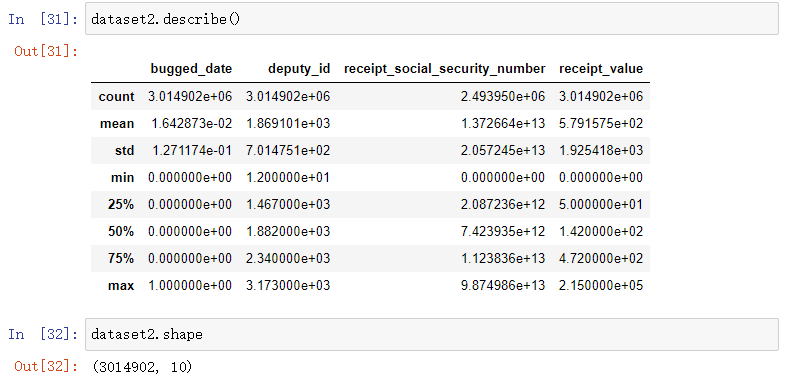 In [31]: dataset2.describe()
Out[31]:
bugged_date deputy_id receipt_social_security_number receipt_value
count 3.014902e+06 3.014902e+06 2.493950e+06 3.014902e+06
mean 1.642873e-02 1.869101e+03 1.372664e+13 5.791575e+02
std 1.271174e-01 7.014751e+02 2.057245e+13 1.925418e+03
min 0.000000e+00 1.200000e+01 0.000000e+00 0.000000e+00
25% 0.000000e+00 1.467000e+03 2.087236e+12 5.000000e+01
50% 0.000000e+00 1.882000e+03 7.423935e+12 1.420000e+02
75% 0.000000e+00 2.340000e+03 1.123836e+13 4.720000e+02
max 1.000000e+00 3.173000e+03 9.874986e+13 2.150000e+05
In [32]: dataset2.shape
Out[32]: (3014902, 10)